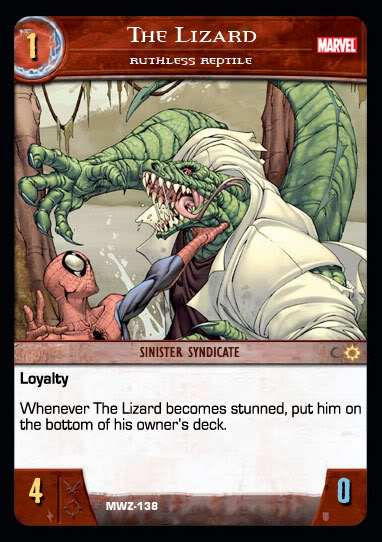 1
THE LIZARD
RUTHLESS REPTILE
MARVEL
SINISTER SYNDICATE
C
Loyalty
Whenever The Lizard becomes stunned, put him on
the bottom of his owner's deck.
4
MWZ-138
0